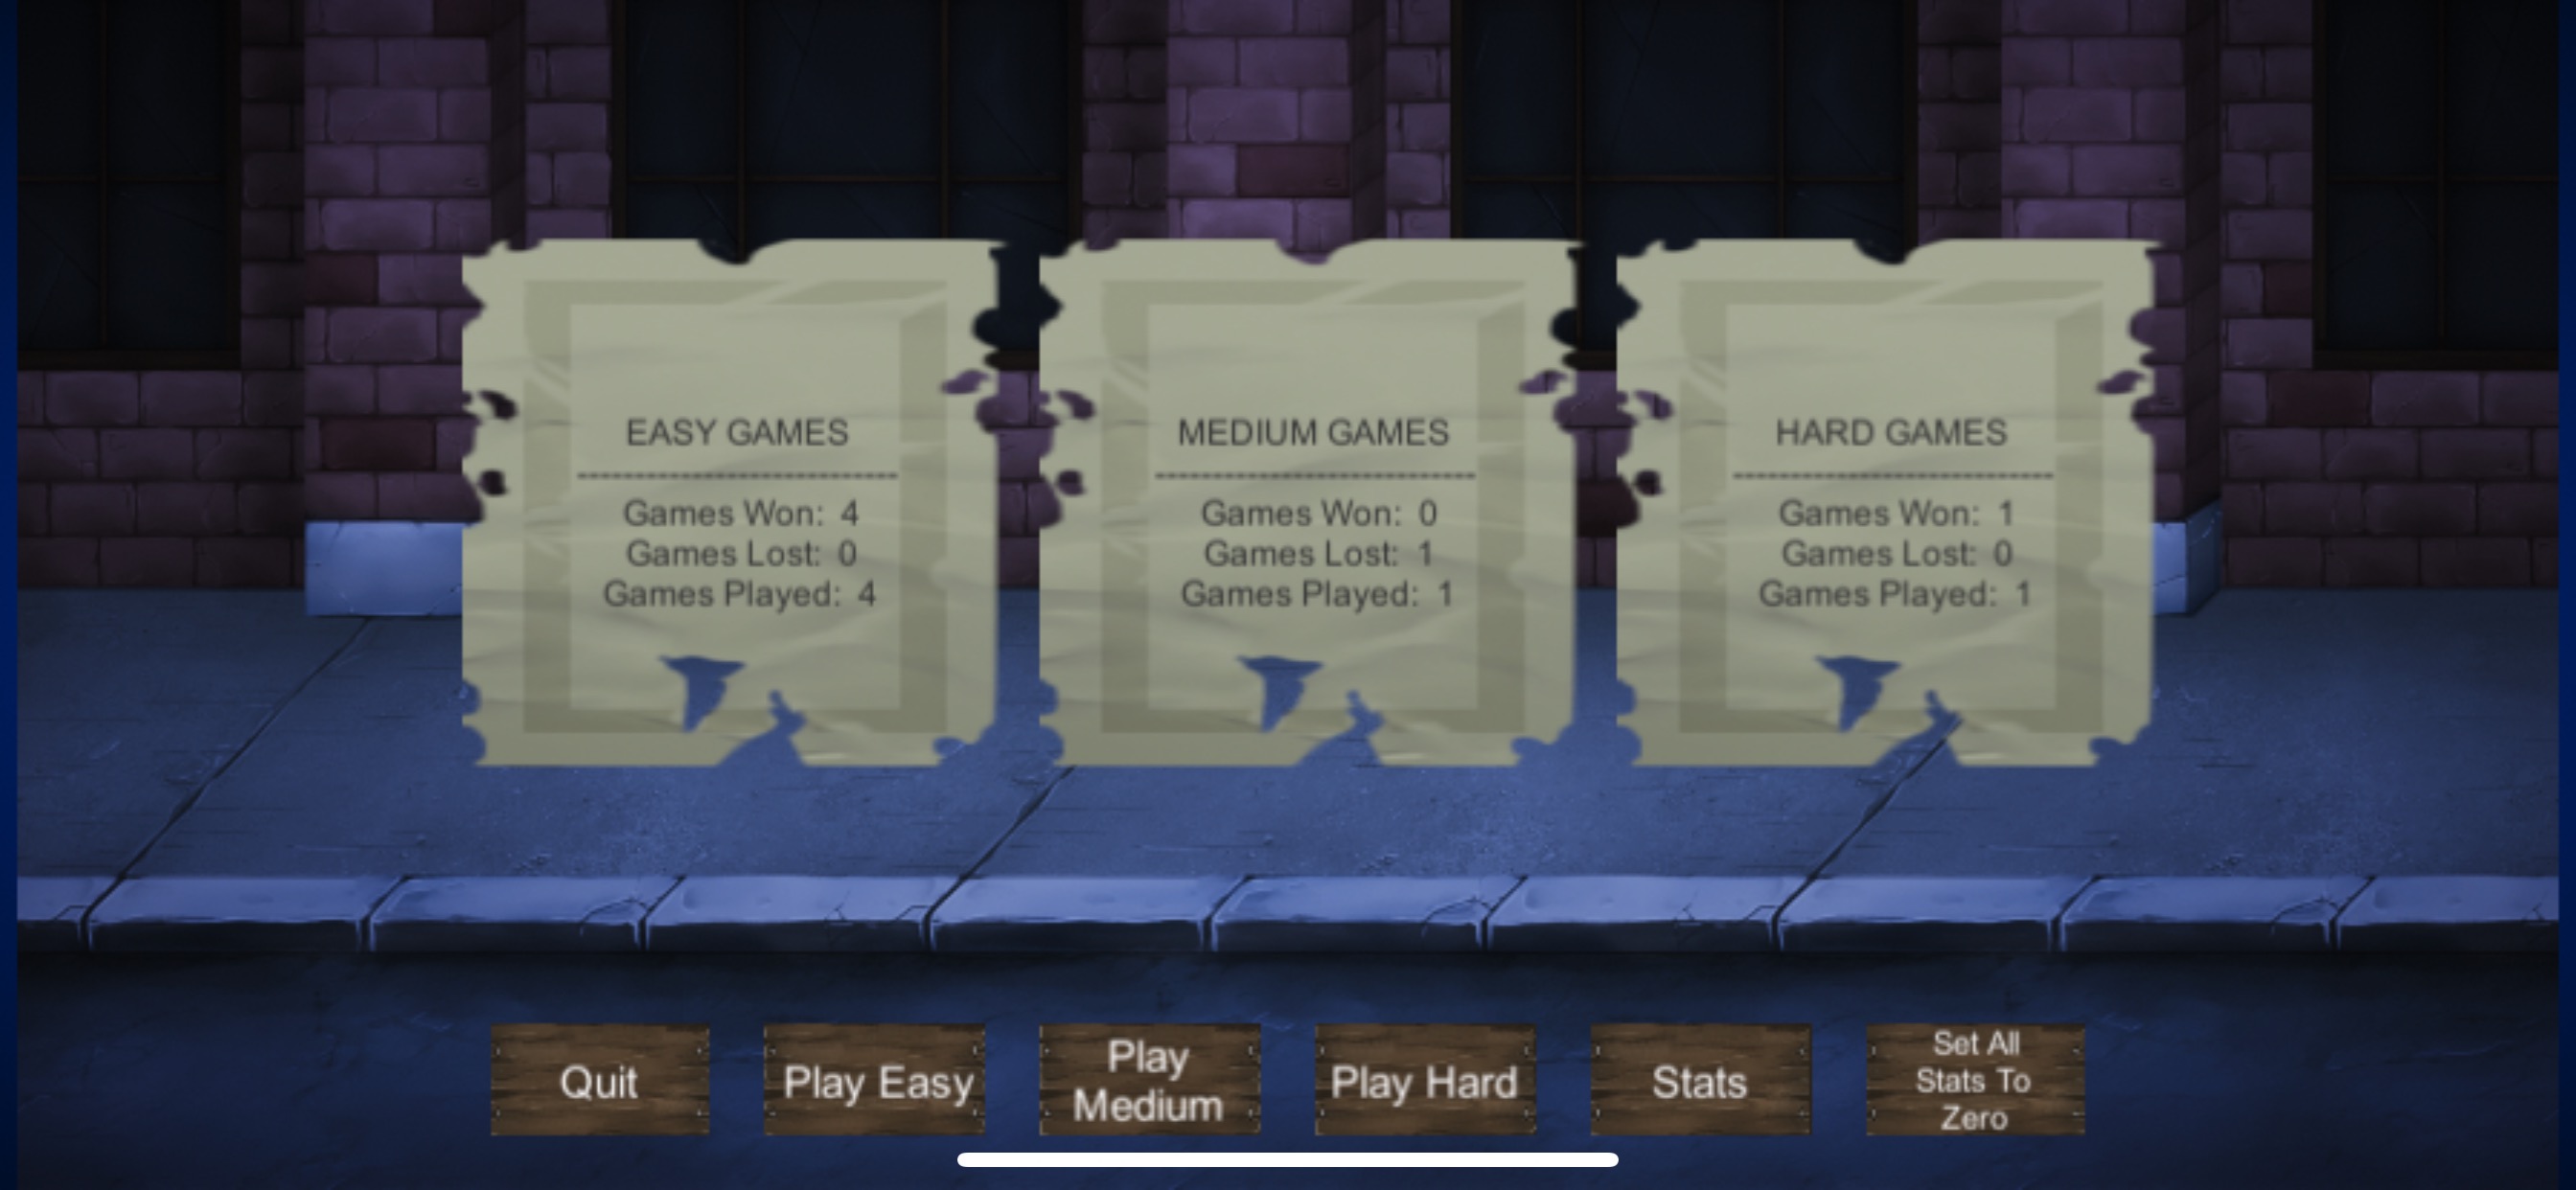 EASY GAMES
--------------------------------
Games Won: 4
Games Lost: 0
Games Played: 4
MEDIUM GAMES
--------------------------------
Games Won: 0
Games Lost: 1
Games Played: 1
HARD GAMES
--------------------------------
Games Won: 1
Games Lost: 0
Games Played: 1
Quit
Play Easy
Play
Medium
Play Hard
Stats
Set All
Stats To
Zero